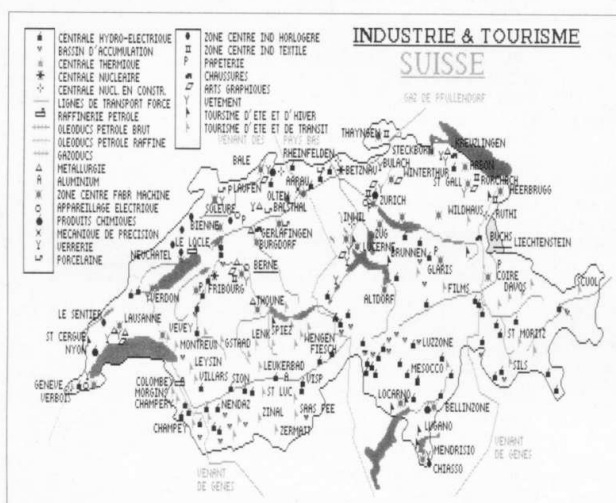 INDUSTRIE & TOURISME
SUISSE
CENTRALE HYDRO-ELECTRIQUE
BASSIN D'ACCUMULATION
CENTRALE THERMIQUE
CENTRALE NUCLEAIRE
CENTRALE NUCL. EN CONSTR.
LIGNES DE TRANSPORT FORCE
RAFFINERIE PETROLE
OLEODUCS PETROLE BRUT
OLEODUCS PETROLE RAFFINE
GAZODUCS
METALLURGIE
ALUMINIUM
ZONE CENTRE FABR MACHINE
APPAREILLAGE ELECTRIQUE
PRODUITS CHIMIQUES
MECANIQUE DE PRECISION
VERRERIE
PORCELAINE
ZONE CENTRE IND HORLOGERE
ZONE CENTRE IND TEXTILE
P PAPETERIE
CHAUSSURES
ARTS GRAPHIQUES
VETEMENT
TOURSIME D'ETE ET D'HIVER
TOURISME D'ETE ET DE TRANSIT
GAZ DE PFULLENDORF
VENANT DES PAYS BAS
THAYNGEN
STECKBORN
KREUZLINGEN
BALE
RHEINFELDEN
BETZNAU
BULACH
WINTERTHUR
ARBON
ST GALL
RORCHACH
HEERBRUGG
PLAUFEN
AARAU
OLTEN
ZURICH
SOLEURE
BALSTHAL
WILDHAUS
RUTHI
BIENNE
GERLAFINGEN
INWIL
ZUG
BUCHS
LIECHTENSTEIN
LE LOCLE
BURGDORF
LUCERNE
BRUNNEN
NEUCHATEL
BERNE
GLARIS
COIRE
DAVOS
YVERDON
FRIBOURG
THOUNE
ALTDORF
FILMS
SCUOL
LE SENTIER
LAUSANNE
SPIEZ
LENK
WENGEN
ST MORITZ
ST CERGUE
NYON
VEVEY
MONTREUX
GSTAAD
FIESCH
LUZZONE
LEYSIN
LEUKERBAD
MESOCCO
SILS
VILLARS
GENEVE
VERBOIS
COLOMBEY
MORGINS
CHAMPERY
SION
VISP
ST LUC
LOCARNO
NENDAZ
ZINAL
SAAS FEE
BELLINZONE
CHAMPEY
ZERMATT
LUGANO
MENDRISIO
CHIASSO
VENANT
DE GENES
VENANT
DE GENES